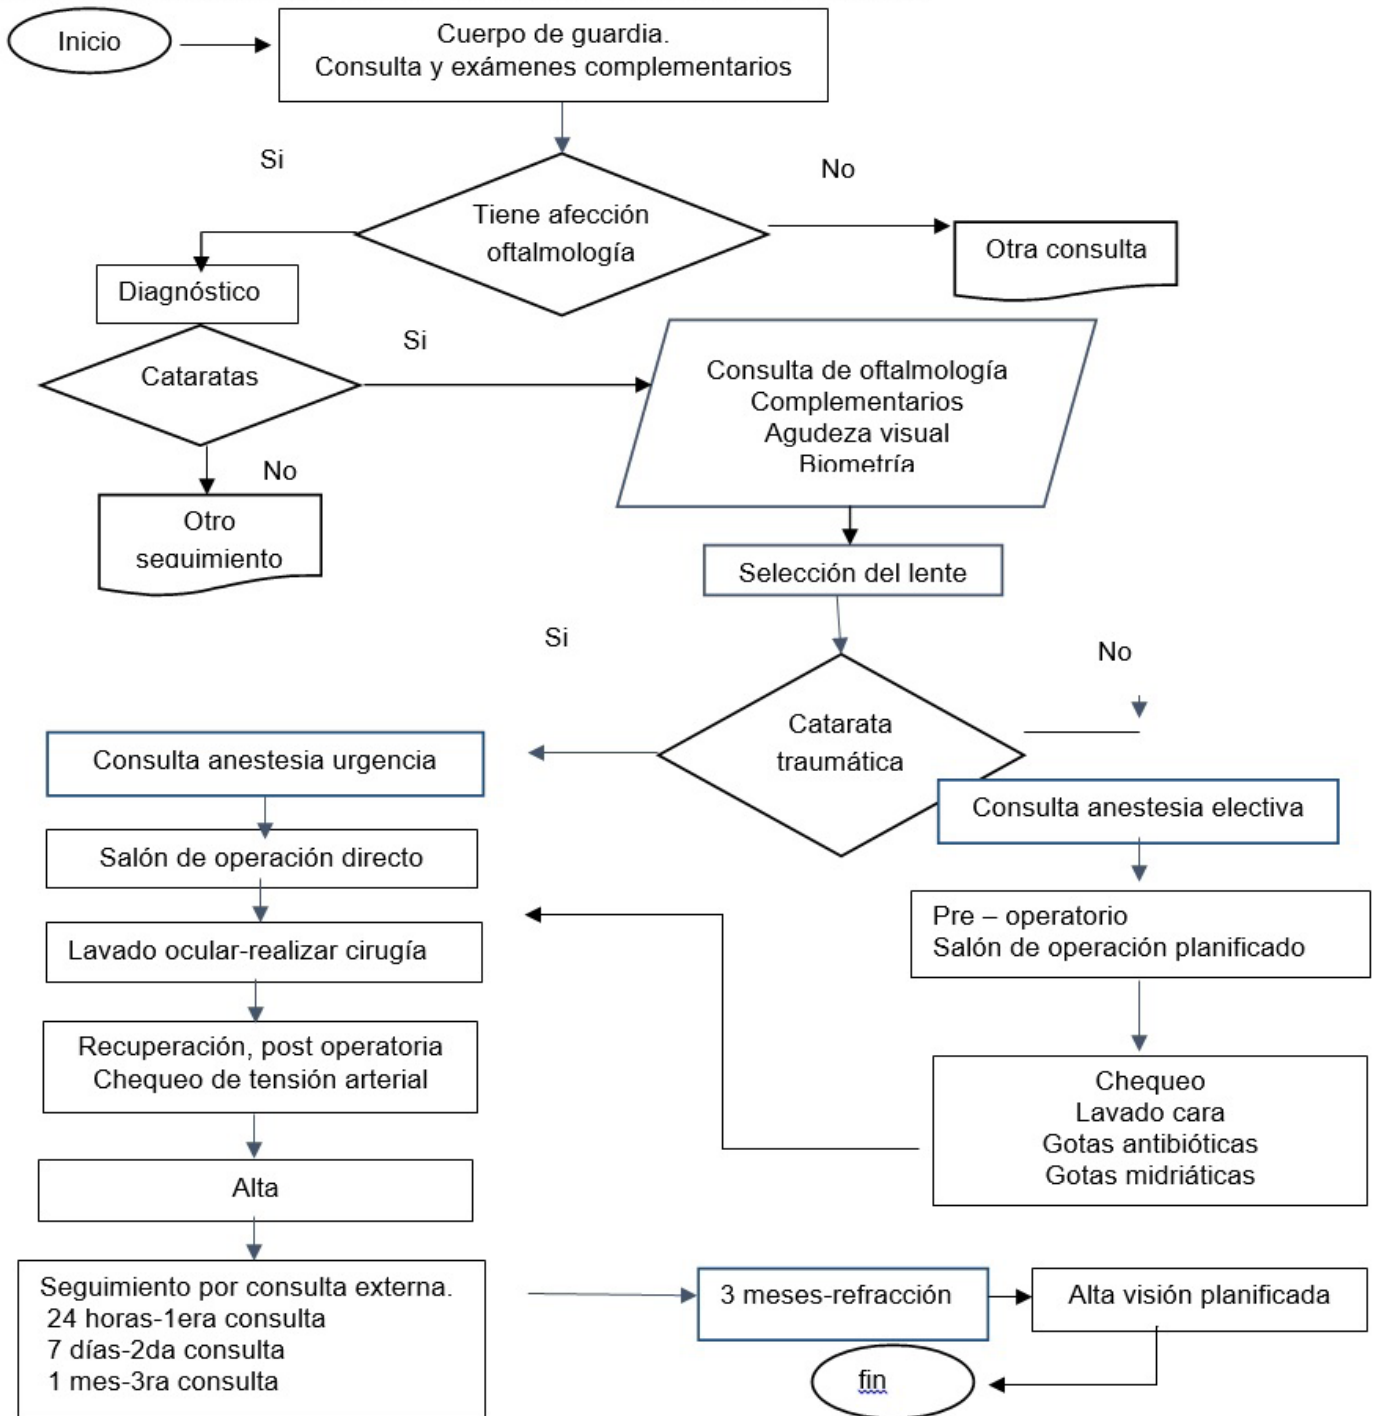 Inicio
Cuerpo de guardia.
Consulta y exámenes complementarios
Si
No
Tiene afección
oftalmología
Otra consulta
Diagnóstico
Si
Cataratas
Consulta de oftalmología
Complementarios
Agudeza visual
Biometría
No
Otro
seguimiento
Selección del lente
Si
No
Catarata
traumática
Consulta anestesia urgencia
Consulta anestesia electiva
Salón de operación directo
Pre – operatorio
Salón de operación planificado
Lavado ocular-realizar cirugía
Recuperación, post operatoria
Chequeo de tensión arterial
Chequeo
Lavado cara
Gotas antibióticas
Gotas midriáticas
Alta
Seguimiento por consulta externa.
24 horas-1era consulta
7 días-2da consulta
1 mes-3ra consulta
3 meses-refracción
Alta visión planificada
fin